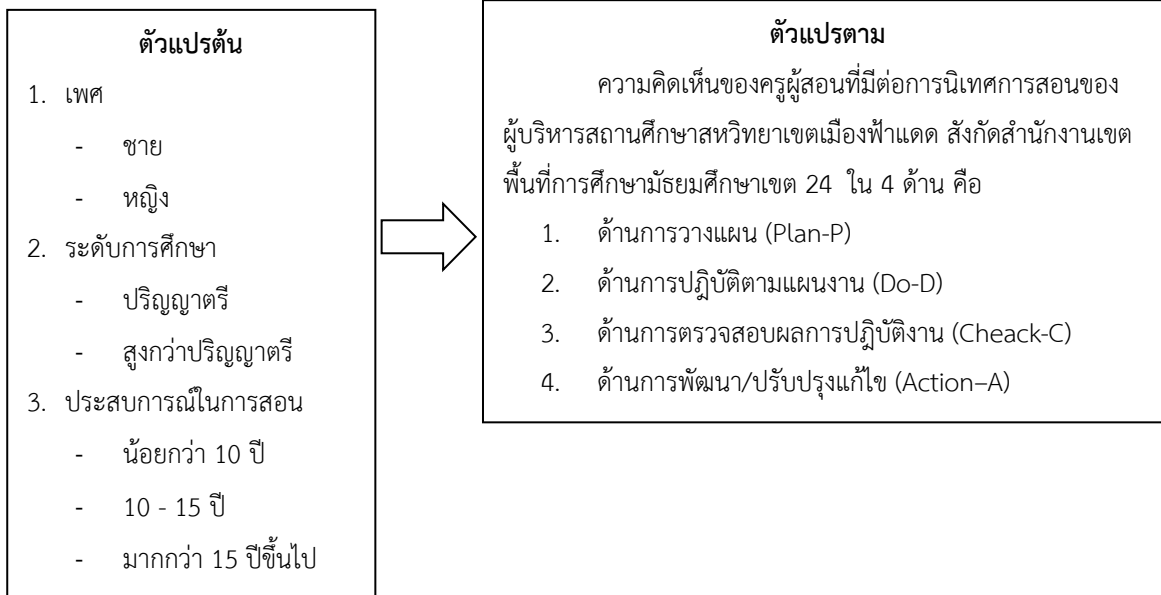 ตัวแปรต้น
1. เพศ
- ชาย
- หญิง
2. ระดับการศึกษา
- ปริญญาตรี
- สูงกว่าปริญญาตรี
3. ประสบการณ์ในการสอน
- น้อยกว่า 10 ปี
- 10 - 15 ปี
- มากกว่า 15 ปีขึ้นไป
ตัวแปรตาม
ความคิดเห็นของครูผู้สอนที่มีต่อการนิเทศการสอนของ
ผู้บริหารสถานศึกษาสหวิทยาเขตเมืองฟ้าแดด สังกัดสำนักงานเขต
พื้นที่การศึกษามัธยมศึกษาเขต 24 ใน 4 ด้าน คือ
1. ด้านการวางแผน (Plan-P)
2. ด้านการปฎิบัติตามแผนงาน (Do-D)
3. ด้านการตรวจสอบผลการปฎิบัติงาน (Cheack-C)
4. ด้านการพัฒนา/ปรับปรุงแก้ไข (Action–A)